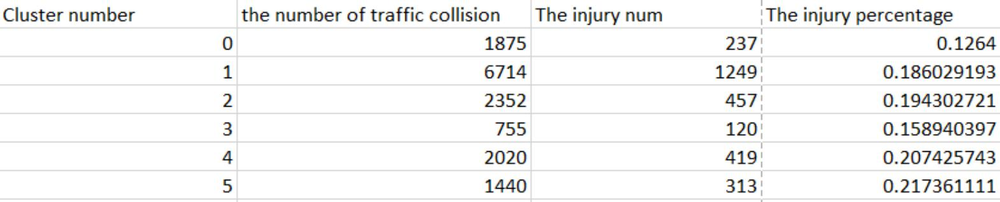 Cluster number the number of traffic collision The injury num The injury percentage
0 1875 237 0.1264
1 6714 1249 0.186029193
2 2352 457 0.194302721
3 755 120 0.158940397
4 2020 419 0.207425743
5 1440 313 0.217361111